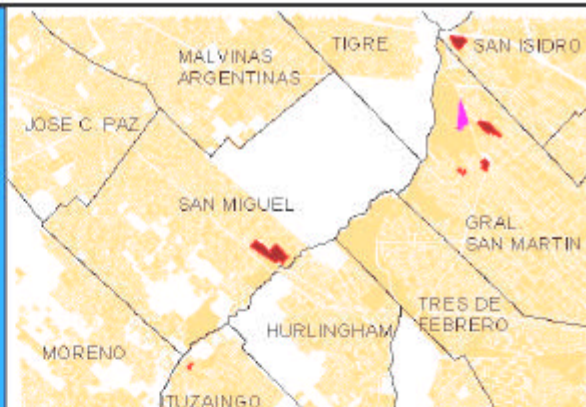 TIGRE
SAN ISIDRO
MALVINAS
ARGENTINAS
JOSE C. PAZ
SAN MIGUEL
GRAL.
SAN MARTIN
TRES DE
FEBRERO
HURLINGHAM
MORENO
ITUZAINGO